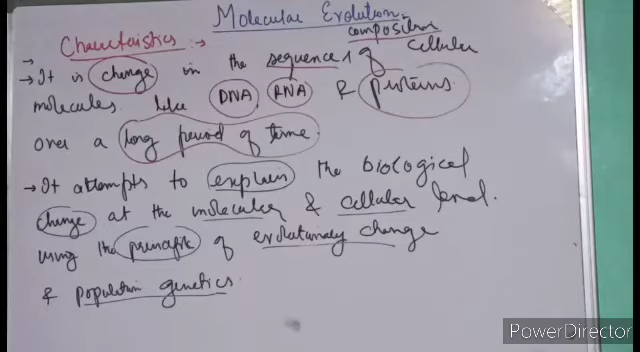 Molecular Evolution
composition
Charcteristics :→
→
→ It is change in the sequence of cellular
molecules like DNA, RNA & proteins
over a long period of time.
→ It attempts to explain the biological
change at the molecular & cellular level.
using the principle of evolutionary change
& population genetics.
PowerDirector